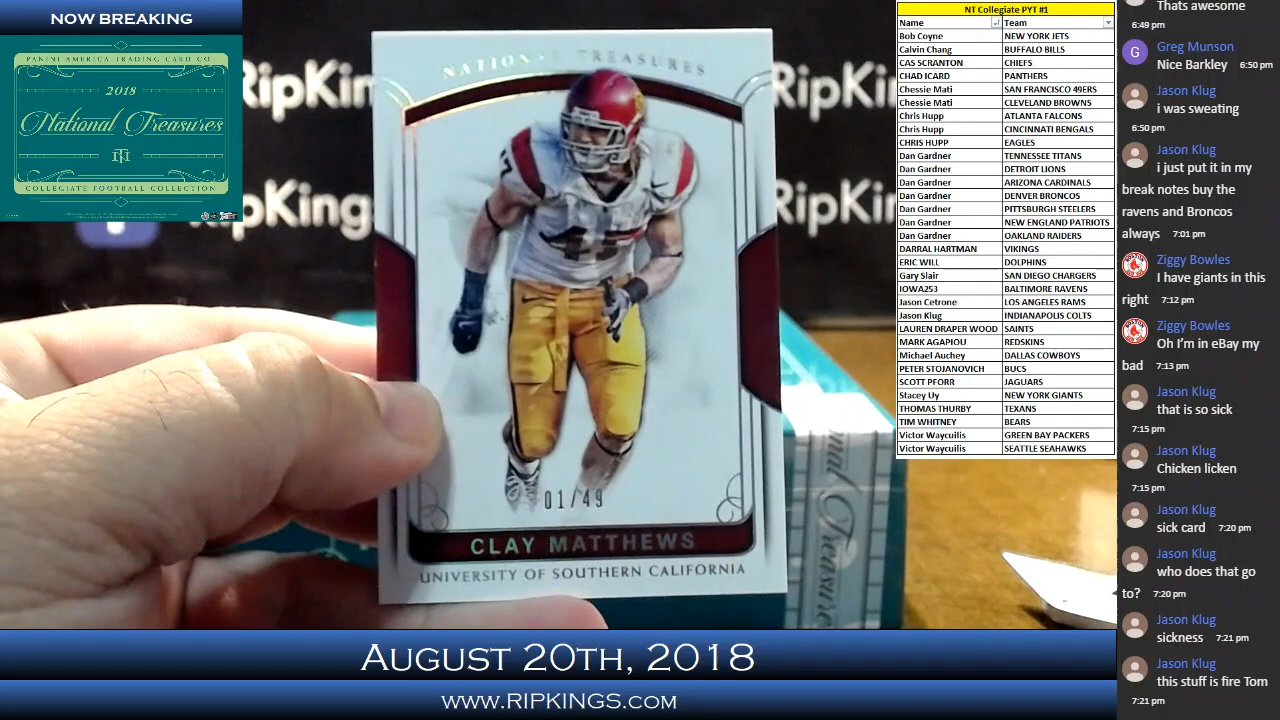 NOW BREAKING
PANINI AMERICA TRADING CARD CO
2018
National Treasures
NT
COLLEGIATE FOOTBALL COLLECTION
RipKings
NATIONAL TREASURES
45
01/49
CLAY MATTHEWS
UNIVERSITY OF SOUTHERN CALIFORNIA
Treasure
NT Collegiate PYT #1
Name Team
Bob Coyne NEW YORK JETS
Calvin Chang BUFFALO BILLS
CAS SCRANTON CHIEFS
CHAD ICARD PANTHERS
Chessie Mati SAN FRANCISCO 49ERS
Chessie Mati CLEVELAND BROWNS
Chris Hupp ATLANTA FALCONS
Chris Hupp CINCINNATI BENGALS
CHRIS HUPP EAGLES
Dan Gardner TENNESSEE TITANS
Dan Gardner DETROIT LIONS
Dan Gardner ARIZONA CARDINALS
Dan Gardner DENVER BRONCOS
Dan Gardner PITTSBURGH STEELERS
Dan Gardner NEW ENGLAND PATRIOTS
Dan Gardner OAKLAND RAIDERS
DARRAL HARTMAN VIKINGS
ERIC WILL DOLPHINS
Gary Slair SAN DIEGO CHARGERS
IOWA253 BALTIMORE RAVENS
Jason Cetrone LOS ANGELES RAMS
Jason Klug INDIANAPOLIS COLTS
LAUREN DRAPER WOOD SAINTS
MARK AGAPIOU REDSKINS
Michael Auchey DALLAS COWBOYS
PETER STOJANOVICH BUCS
SCOTT PFORR JAGUARS
Stacey Uy NEW YORK GIANTS
THOMAS THURBY TEXANS
TIM WHITNEY BEARS
Victor Waycuilis GREEN BAY PACKERS
Victor Waycuilis SEATTLE SEAHAWKS
Thats awesome
6:49 pm
G Greg Munson
Nice Barkley 6:50 pm
Jason Klug
i was sweating
6:50 pm
Jason Klug
i just put it in my
break notes buy the
ravens and Broncos
always 7:01 pm
Ziggy Bowles
I have giants in this
right 7:12 pm
Ziggy Bowles
Oh I'm in eBay my
bad 7:13 pm
Jason Klug
that is so sick
7:15 pm
Jason Klug
Chicken licken
7:15 pm
Jason Klug
sick card 7:20 pm
Jason Klug
who does that go
to? 7:20 pm
Jason Klug
sickness 7:21 pm
Jason Klug
this stuff is fire Tom
7:21 pm
AUGUST 20TH, 2018
WWW.RIPKINGS.COM